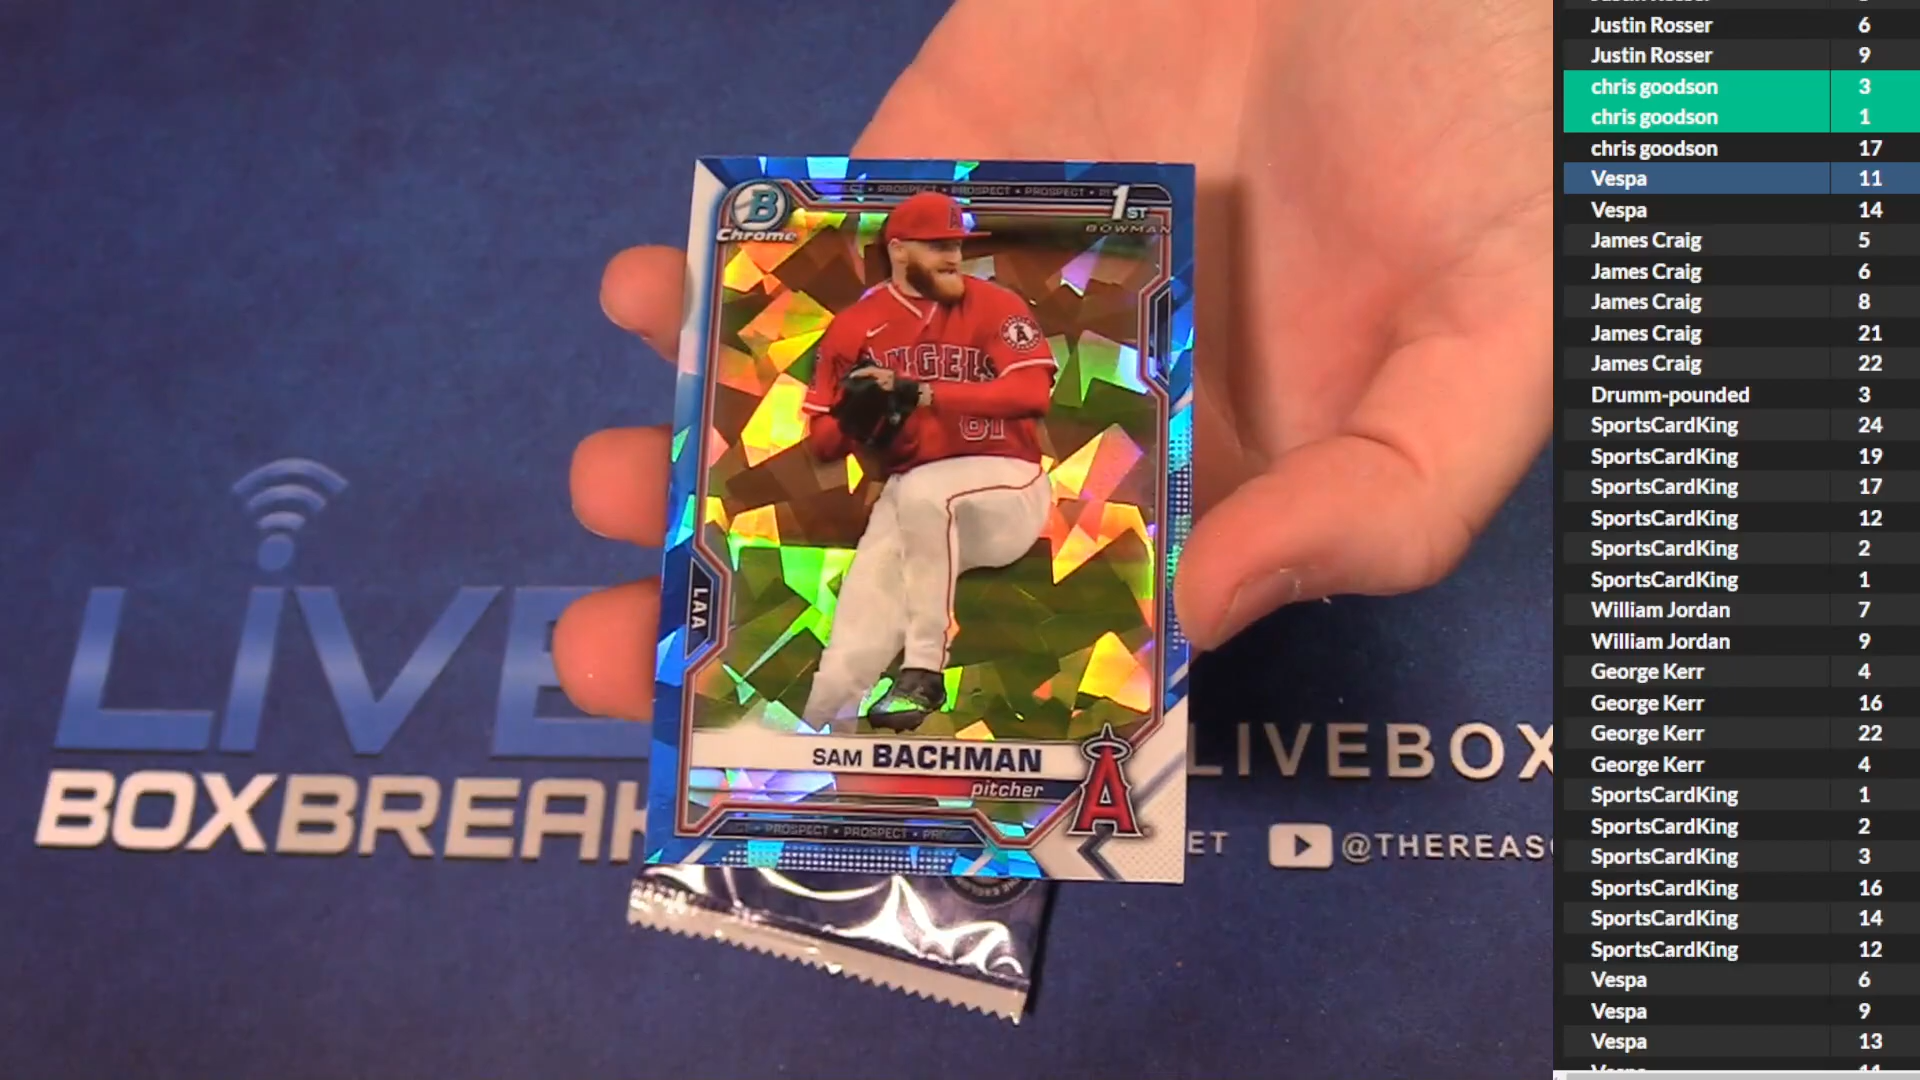 B
Chrome
PROSPECT • PROSPECT • PROSPECT
1ST
BOWMAN
A
ANGELS
61
LAA
SAM BACHMAN
pitcher
A
PROSPECT • PROSPECT
LIVE
BOXBREAK
LIVEBOX
ET
@THEREASO
Justin Rosser 6
Justin Rosser 9
chris goodson 3
chris goodson 1
chris goodson 17
Vespa 11
Vespa 14
James Craig 5
James Craig 6
James Craig 8
James Craig 21
James Craig 22
Drumm-pounded 3
SportsCardKing 24
SportsCardKing 19
SportsCardKing 17
SportsCardKing 12
SportsCardKing 2
SportsCardKing 1
William Jordan 7
William Jordan 9
George Kerr 4
George Kerr 16
George Kerr 22
George Kerr 4
SportsCardKing 1
SportsCardKing 2
SportsCardKing 3
SportsCardKing 16
SportsCardKing 14
SportsCardKing 12
Vespa 6
Vespa 9
Vespa 13